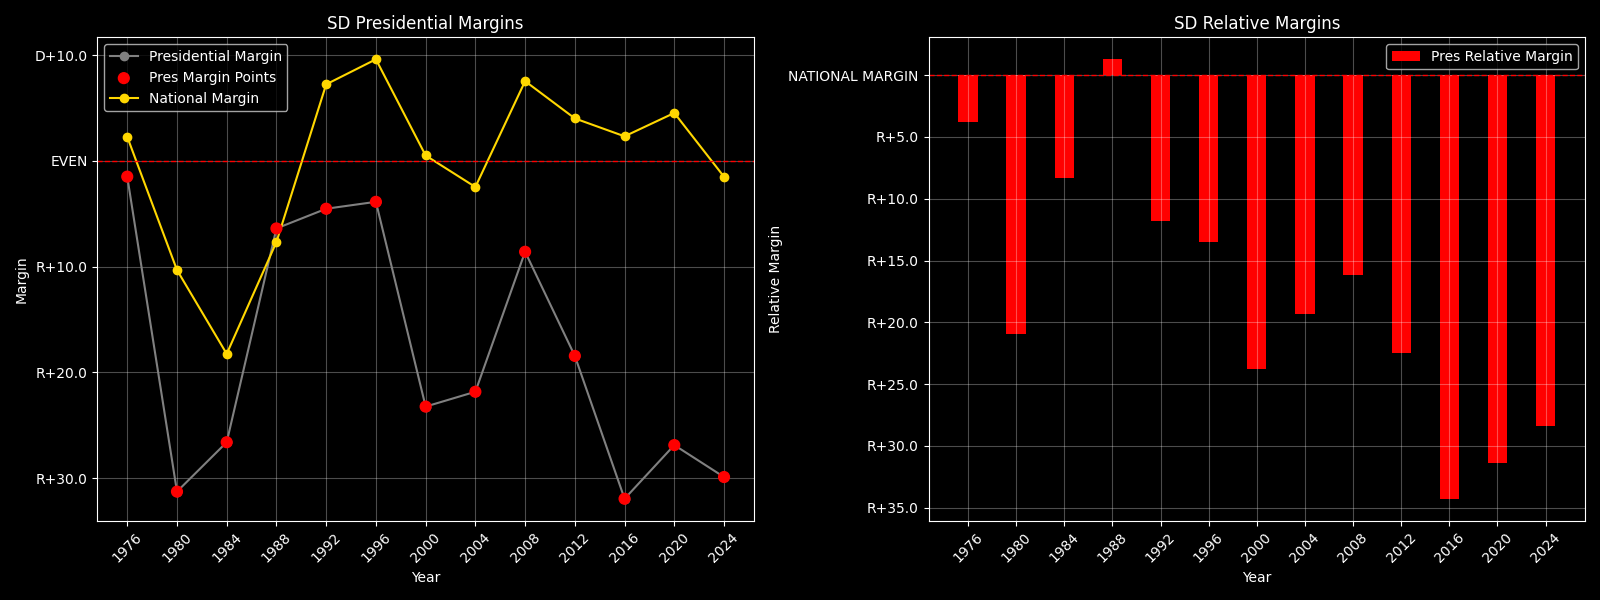 SD Presidential Margins
D+10.0
EVEN
R+10.0
R+20.0
R+30.0
Margin
Presidential Margin
Pres Margin Points
National Margin
1976
1980
1984
1988
1992
1996
2000
2004
2008
2012
2016
2020
2024
Year
SD Relative Margins
NATIONAL MARGIN
R+5.0
R+10.0
R+15.0
R+20.0
R+25.0
R+30.0
R+35.0
Relative Margin
Pres Relative Margin
1976
1980
1984
1988
1992
1996
2000
2004
2008
2012
2016
2020
2024
Year